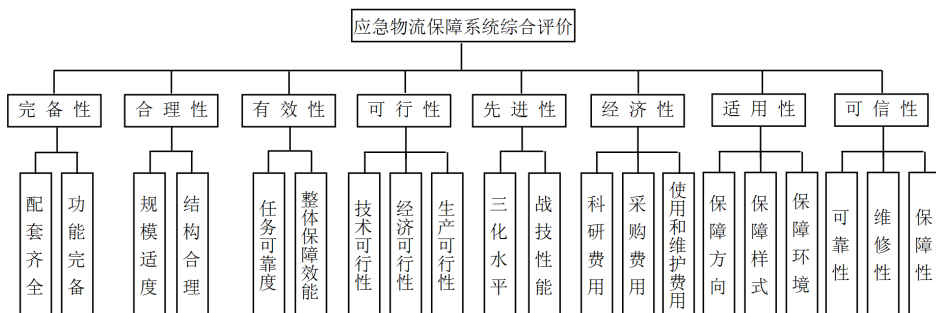 应急物流保障系统综合评价
完备性
合理性
有效性
可行性
先进性
经济性
适用性
可信性
配套齐全
功能完备
规模适度
结构合理
任务可靠度
整体保障效能
技术可行性
经济可行性
生产可行性
三化水平
战技性能
科研费用
采购费用
使用和维护费用
保障方向
保障样式
保障环境
可靠性
维修性
保障性